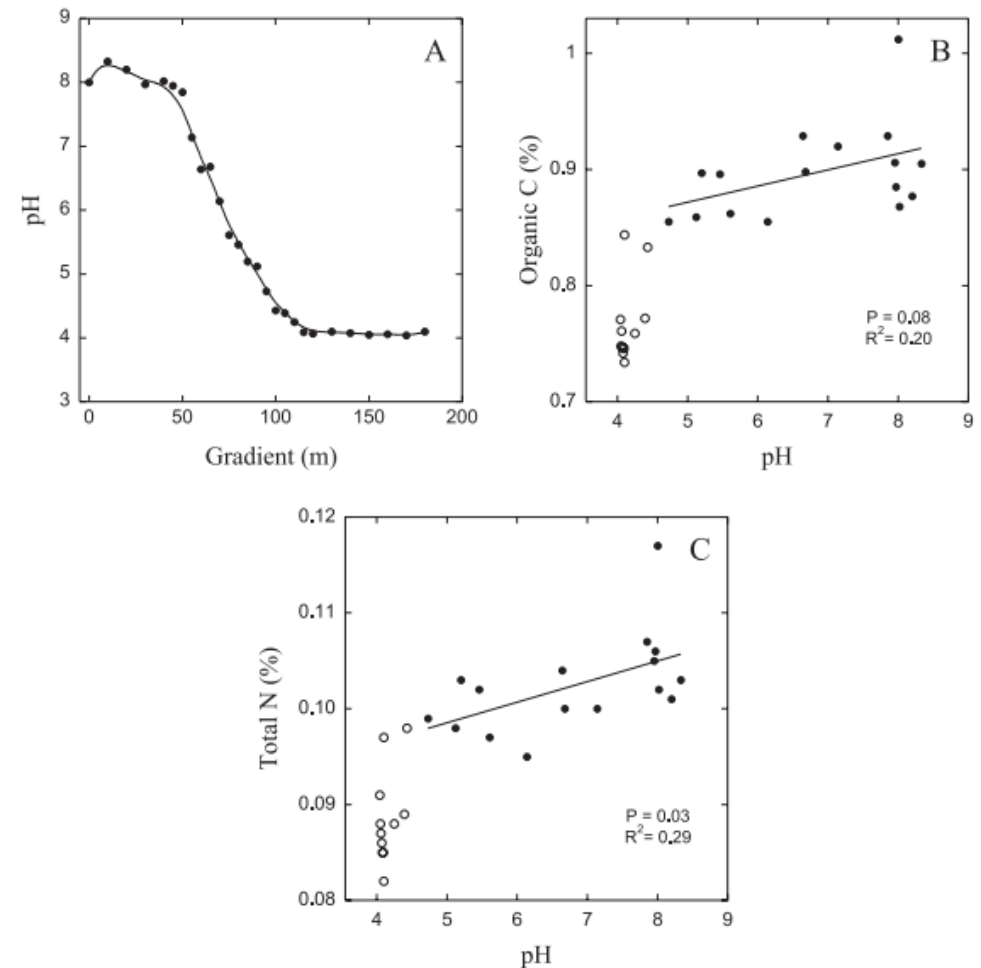 A
9
8
7
6
5
4
3
pH
0
50
100
150
200
Gradient (m)
B
1
0.9
0.8
0.7
Organic C (%)
P = 0.08
R²= 0.20
4
5
6
7
8
9
pH
C
0.12
0.11
0.10
0.09
0.08
Total N (%)
P = 0.03
R²= 0.29
4
5
6
7
8
9
pH